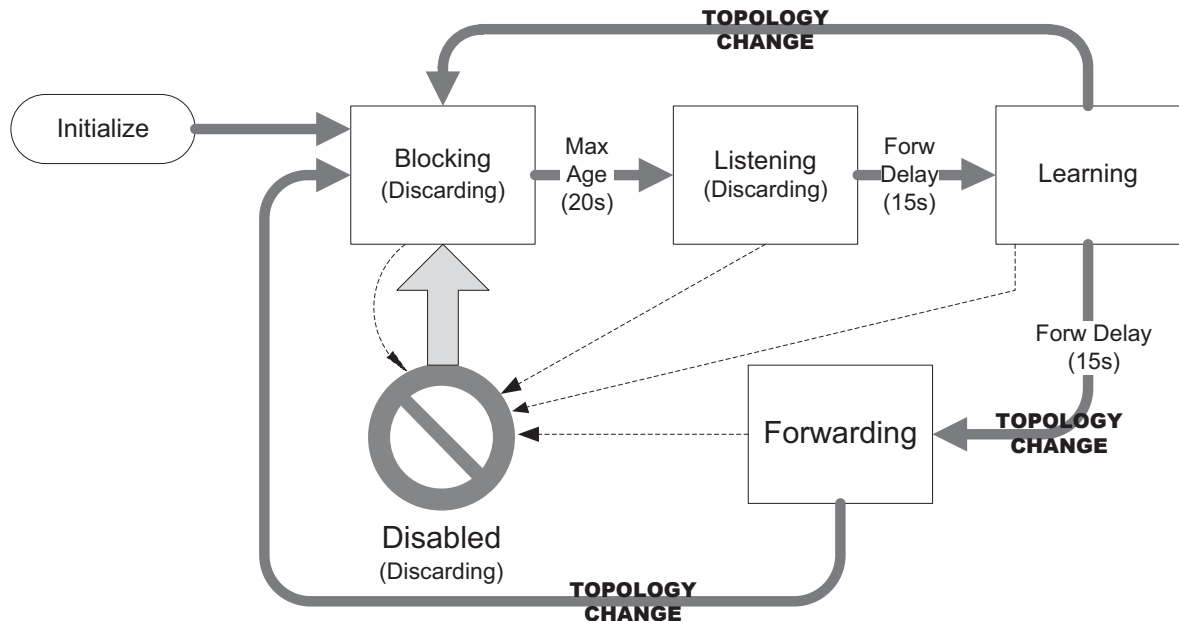 TOPOLOGY
CHANGE
Initialize
Blocking
(Discarding)
Max
Age
(20s)
Listening
(Discarding)
Forw
Delay
(15s)
Learning
Forw Delay
(15s)
Forwarding
TOPOLOGY
CHANGE
Disabled
(Discarding)
TOPOLOGY
CHANGE